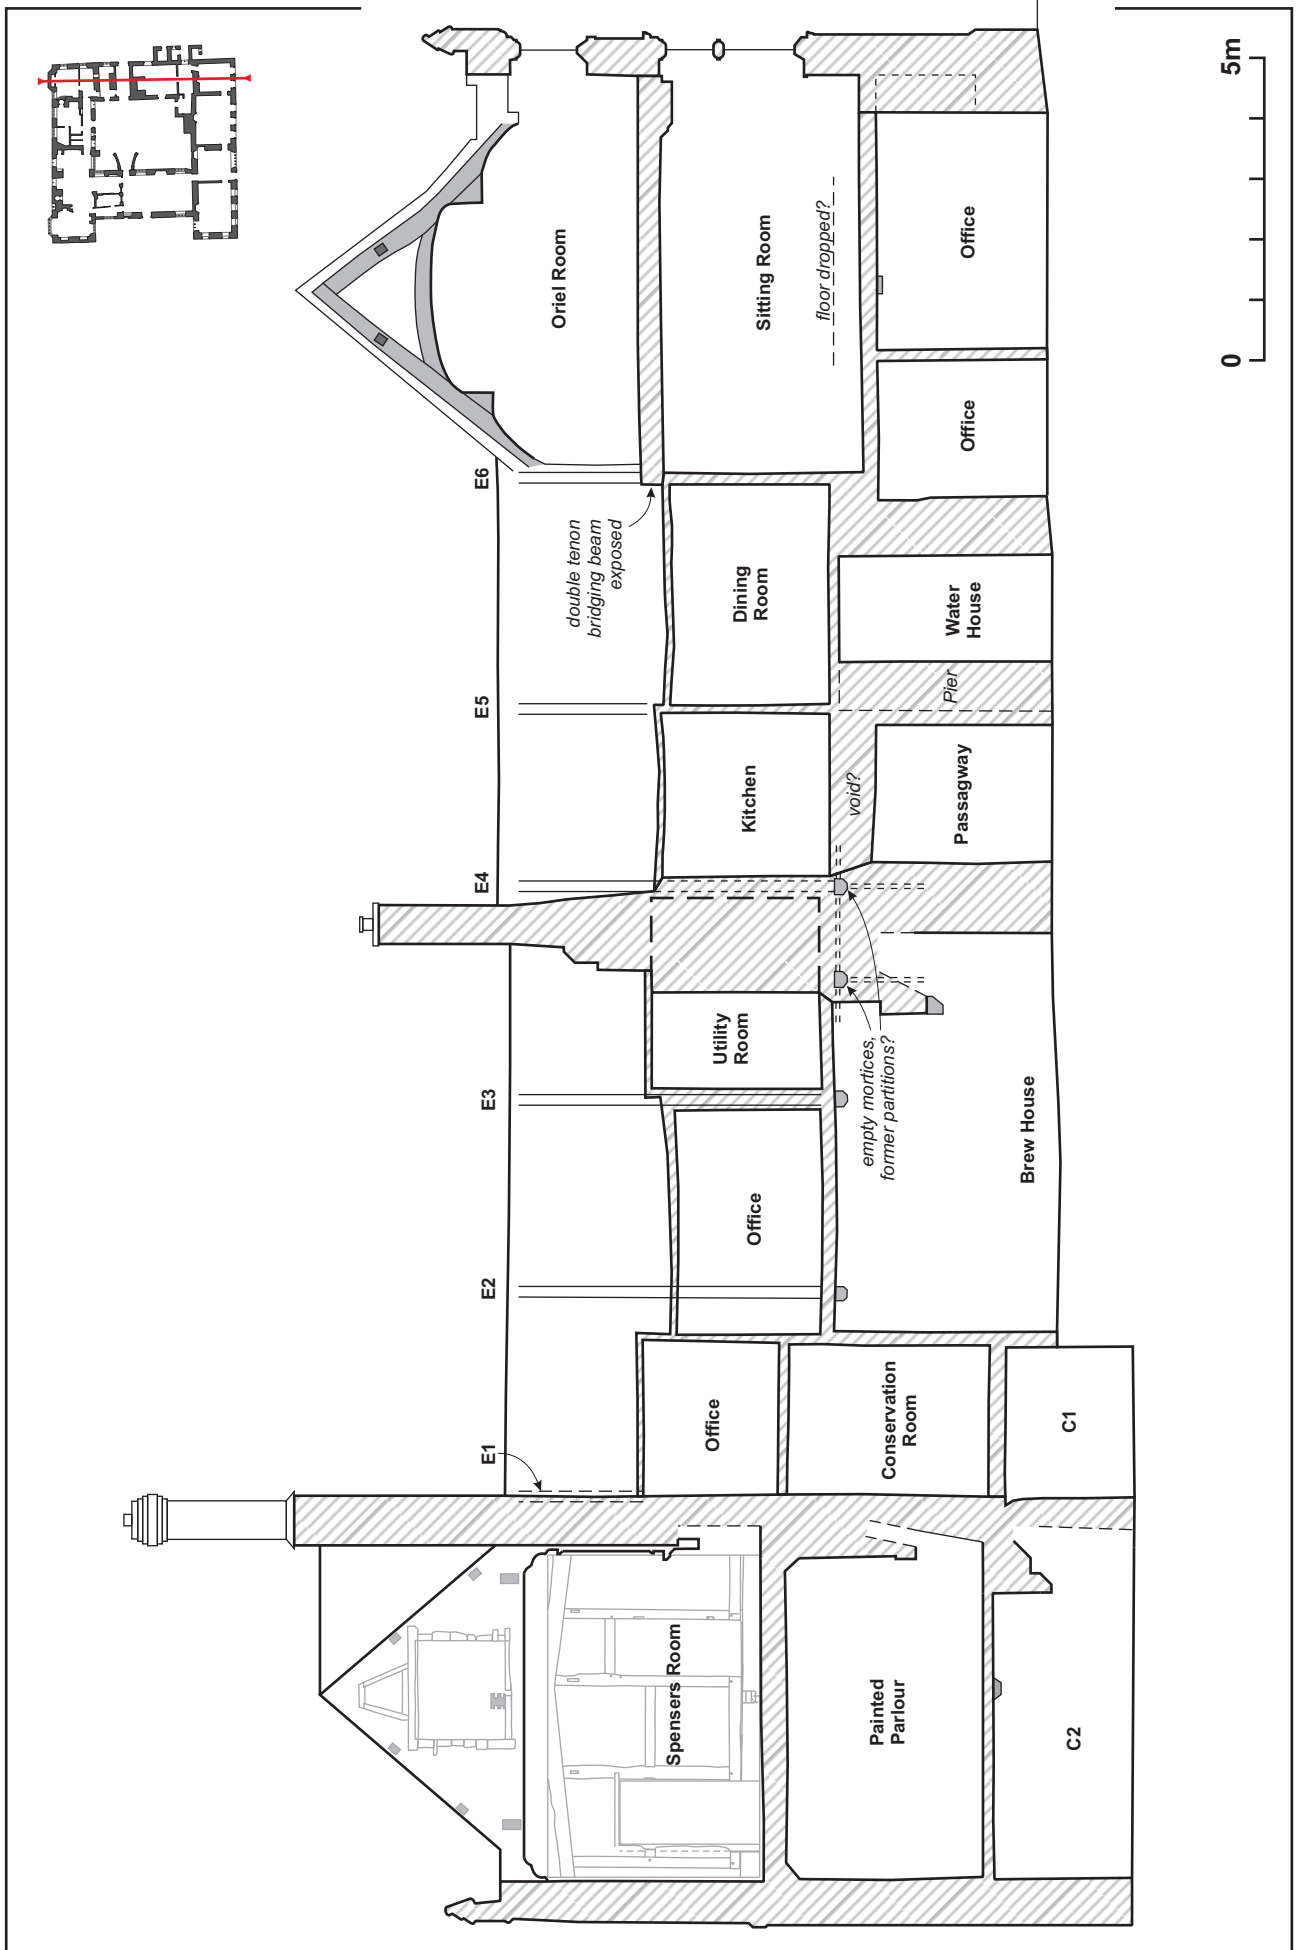 E1
E2
E3
E4
E5
E6
double tenon
bridging beam
exposed
Spensers Room
Office
Office
Utility
Room
Kitchen
Dining
Room
Oriel Room
Sitting Room
floor dropped?
Painted
Parlour
Conservation
Room
empty mortices,
former partitions?
void?
Pier
C2
C1
Brew House
Passagway
Water
House
Office
Office
0
5m